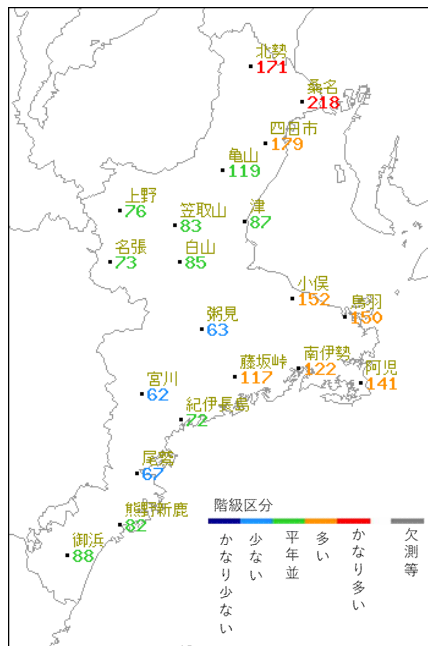 北勢
171
桑名
218
四日市
179
亀山
119
上野
76
笠取山
83
津
87
名張
73
白山
85
小俣
152
鳥羽
150
粥見
63
藤坂峠
117
南伊勢
122
阿児
141
宮川
62
紀伊長島
72
尾鷲
67
熊野新鹿
82
御浜
88
階級区分
かなり少ない
少ない
平年並
多い
かなり多い
欠測等